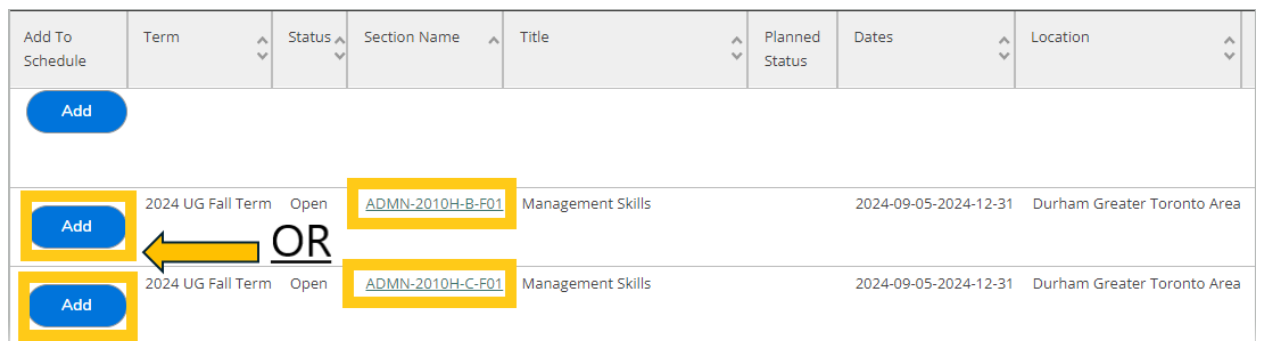 Add To Schedule Term Status Section Name Title Planned Status Dates Location
Add
Add 2024 UG Fall Term Open ADMN-2010H-B-F01 Management Skills 2024-09-05-2024-12-31 Durham Greater Toronto Area
OR
Add 2024 UG Fall Term Open ADMN-2010H-C-F01 Management Skills 2024-09-05-2024-12-31 Durham Greater Toronto Area